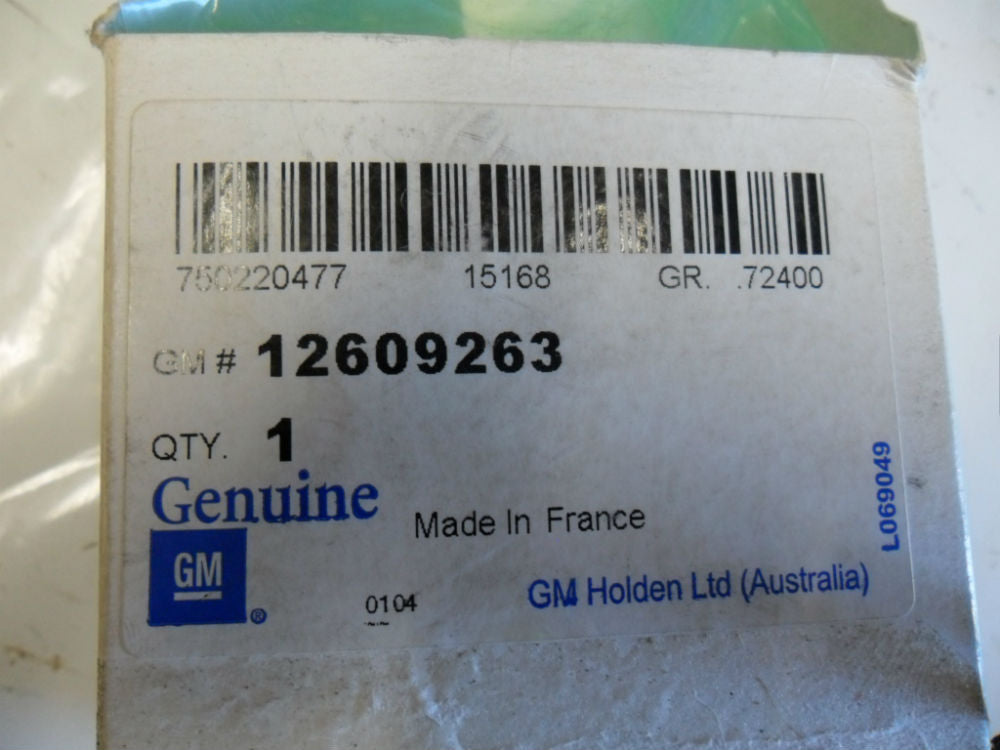 750220477 15168 GR. .72400
GM # 12609263
QTY. 1
Genuine
Made In France
GM
®
0104
GM Holden Ltd (Australia)
L069049